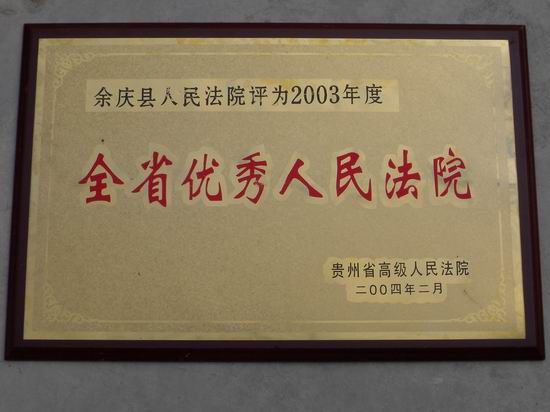 余庆县人民法院评为2003年度
全省优秀人民法院
贵州省高级人民法院
二00四年二月